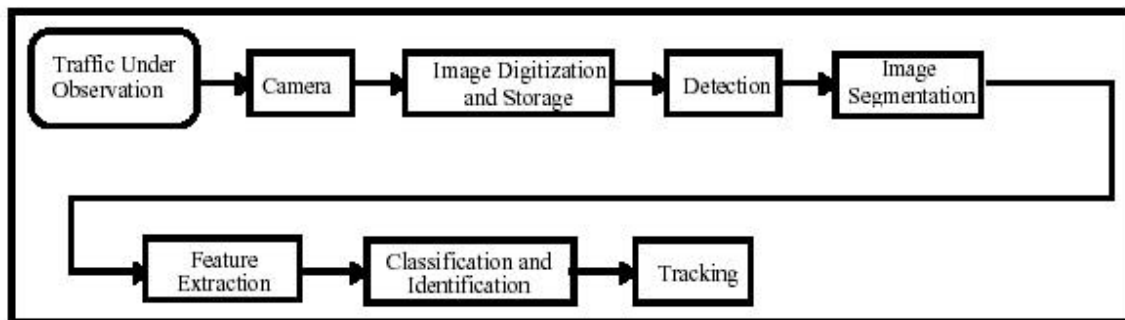 Traffic Under
Observation
Camera
Image Digitization
and Storage
Detection
Image
Segmentation
Feature
Extraction
Classification and
Identification
Tracking